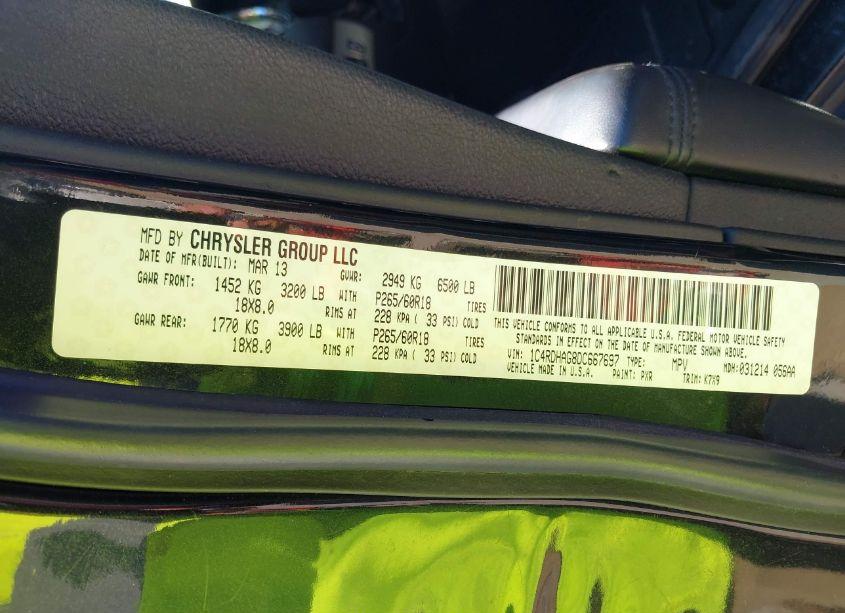 MFD BY CHRYSLER GROUP LLC
DATE OF MFR(BUILT): MAR 13 GVWR: 2949 KG 6500 LB
GAWR FRONT: 1452 KG 3200 LB WITH P265/60R18 TIRES
18X8.0 RIMS AT 228 KPA ( 33 PSI) COLD
GAWR REAR: 1770 KG 3900 LB WITH P265/60R18 TIRES
18X8.0 RIMS AT 228 KPA ( 33 PSI) COLD
THIS VEHICLE CONFORMS TO ALL APPLICABLE U.S.A. FEDERAL MOTOR VEHICLE SAFETY
STANDARDS IN EFFECT ON THE DATE OF MANUFACTURE SHOWN ABOVE.
VIN: 1C4RDHAG8DC667697 TYPE: MPV MDH:031214 056AA
VEHICLE MADE IN U.S.A. PAINT: PXR TRIM: K7X9